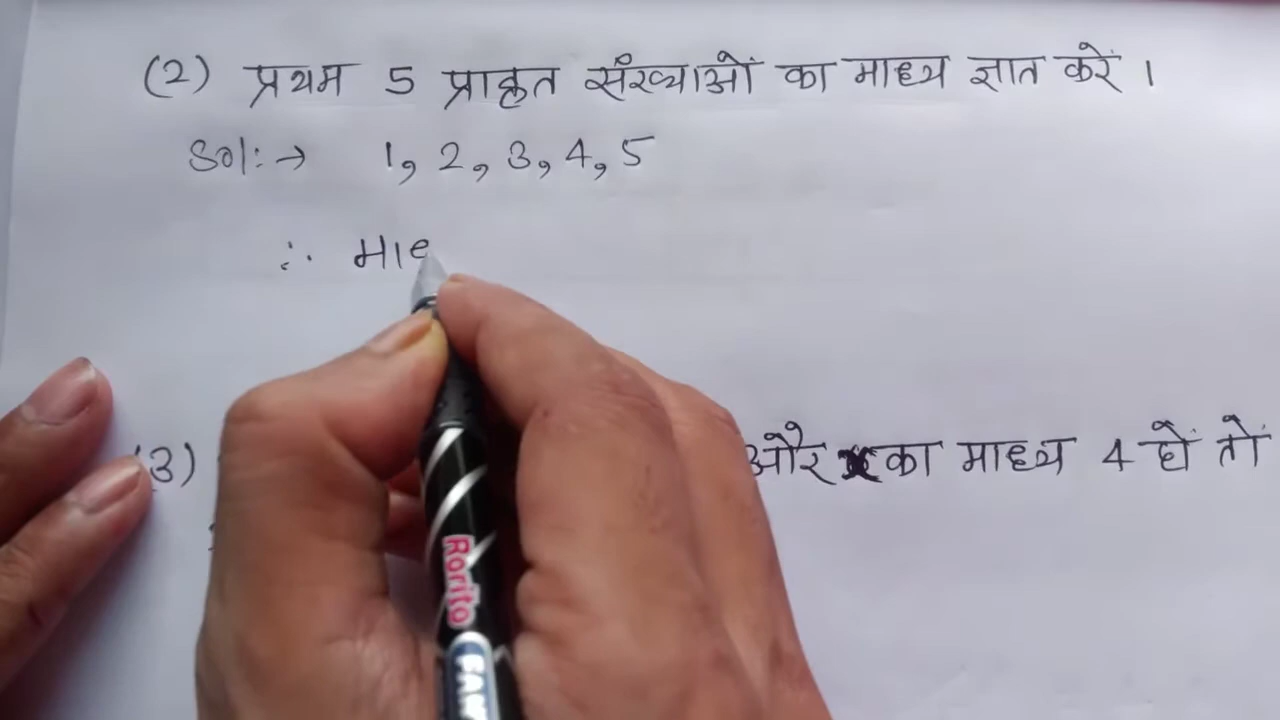 (2) प्रथम 5 प्राकृत संख्याओं का माध्य ज्ञात करें ।
Sol:→ 1, 2, 3, 4, 5
∴ माध
(3) और x का माध्य 4 हों तों
Rorito